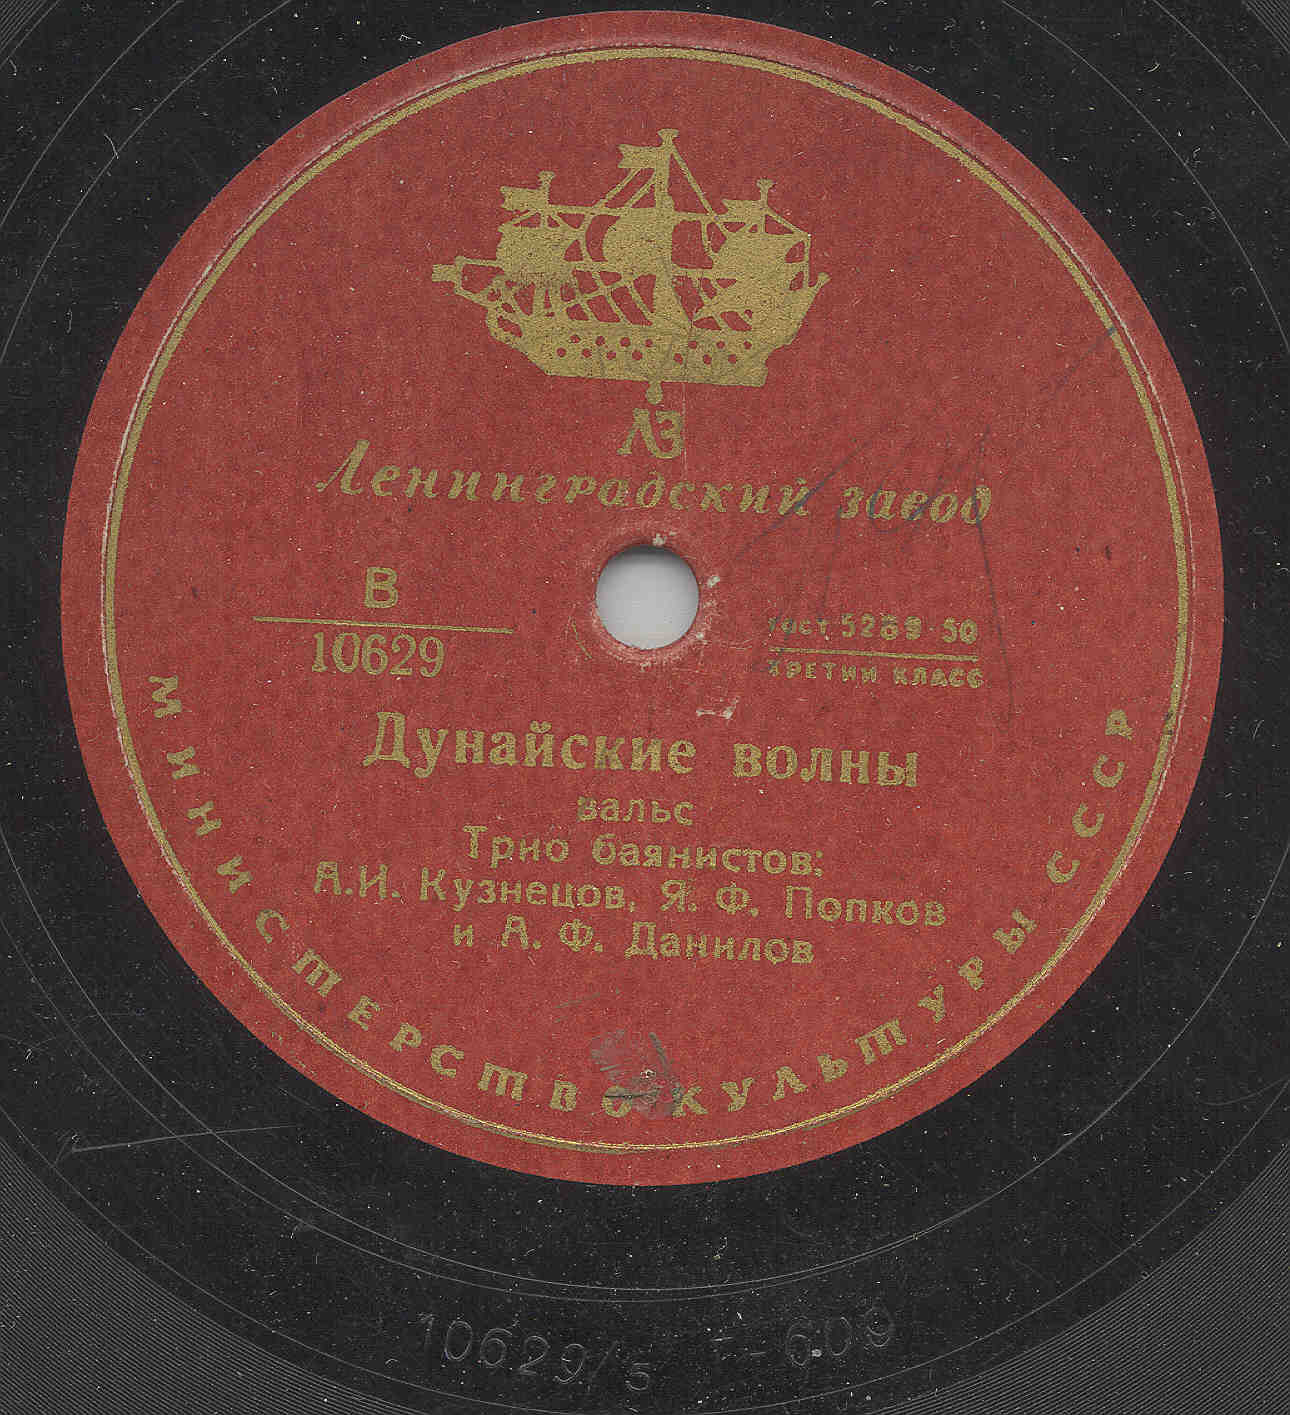 ЛЗ
Ленинградский завод
В
10629
ГОСТ 5289-50
ТРЕТИЙ КЛАСС
Дунайские волны
вальс
Трио баянистов:
А.И. Кузнецов, Я. Ф. Попков
и А. Ф. Данилов
МИНИСТЕРСТВО КУЛЬТУРЫ СССР
10629/5 -609